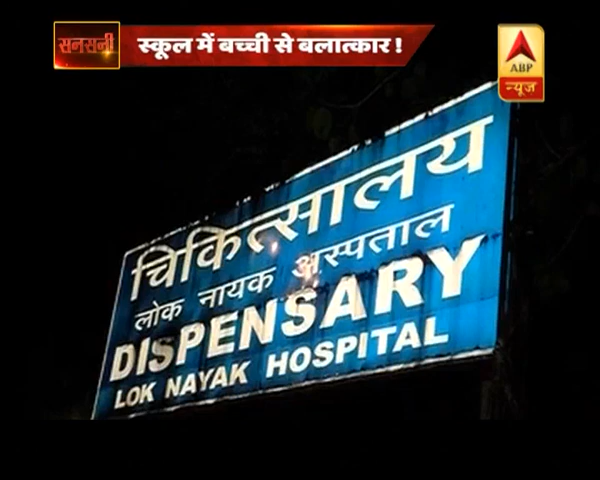 सनसनी
स्कूल में बच्ची से बलात्कार !
ABP
न्यूज़
चिकित्सालय
लोक नायक अस्पताल
DISPENSARY
LOK NAYAK HOSPITAL